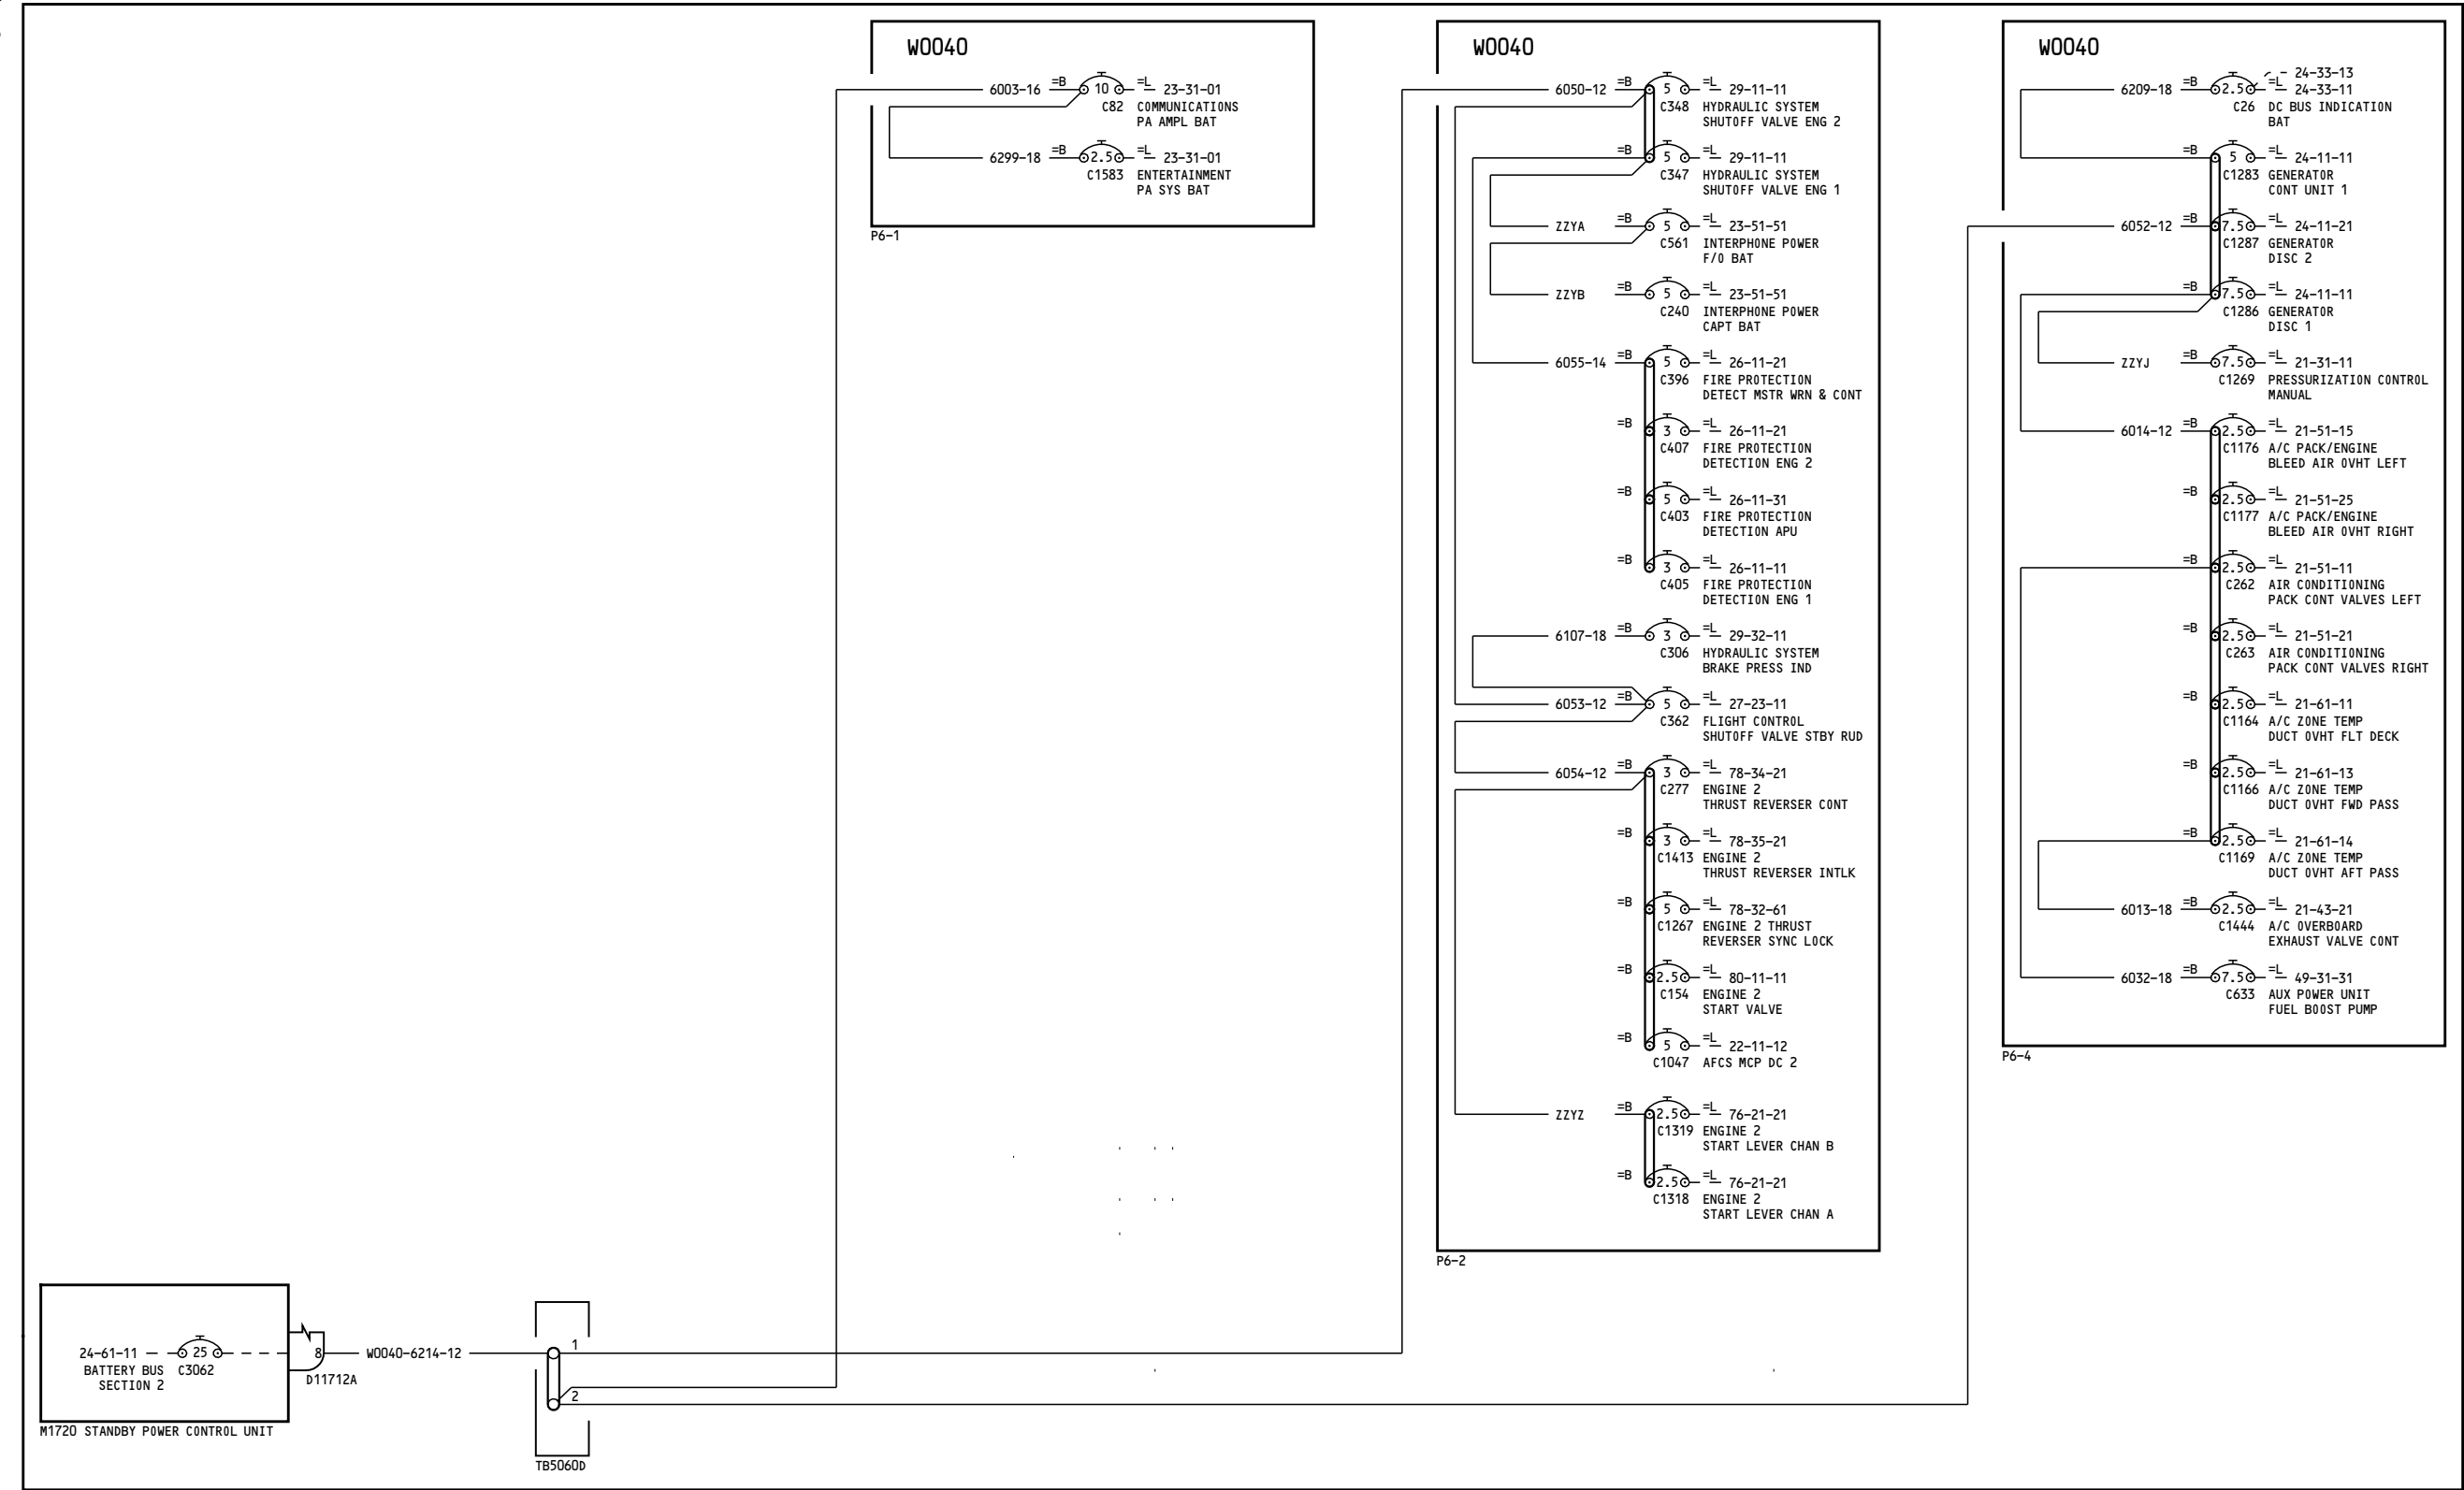 W0040
6003-16 =B 10 =L 23-31-01
C82 COMMUNICATIONS
PA AMPL BAT
6299-18 =B 2.5 =L 23-31-01
C1583 ENTERTAINMENT
PA SYS BAT
P6-1
W0040
6050-12 =B 5 =L 29-11-11
C348 HYDRAULIC SYSTEM
SHUTOFF VALVE ENG 2
=B 5 =L 29-11-11
C347 HYDRAULIC SYSTEM
SHUTOFF VALVE ENG 1
ZZYA =B 5 =L 23-51-51
C561 INTERPHONE POWER
F/O BAT
ZZYB =B 5 =L 23-51-51
C240 INTERPHONE POWER
CAPT BAT
6055-14 =B 5 =L 26-11-21
C396 FIRE PROTECTION
DETECT MSTR WRN & CONT
=B 3 =L 26-11-21
C407 FIRE PROTECTION
DETECTION ENG 2
=B 5 =L 26-11-31
C403 FIRE PROTECTION
DETECTION APU
=B 3 =L 26-11-11
C405 FIRE PROTECTION
DETECTION ENG 1
6107-18 =B 3 =L 29-32-11
C306 HYDRAULIC SYSTEM
BRAKE PRESS IND
6053-12 =B 5 =L 27-23-11
C362 FLIGHT CONTROL
SHUTOFF VALVE STBY RUD
6054-12 =B 3 =L 78-34-21
C277 ENGINE 2
THRUST REVERSER CONT
=B 3 =L 78-35-21
C1413 ENGINE 2
THRUST REVERSER INTLK
=B 5 =L 78-32-61
C1267 ENGINE 2 THRUST
REVERSER SYNC LOCK
=B 2.5 =L 80-11-11
C154 ENGINE 2
START VALVE
=B 5 =L 22-11-12
C1047 AFCS MCP DC 2
ZZYZ =B 2.5 =L 76-21-21
C1319 ENGINE 2
START LEVER CHAN B
=B 2.5 =L 76-21-21
C1318 ENGINE 2
START LEVER CHAN A
P6-2
W0040
24-33-13
6209-18 =B 2.5 =L 24-33-11
C26 DC BUS INDICATION
BAT
=B 5 =L 24-11-11
C1283 GENERATOR
CONT UNIT 1
6052-12 =B 7.5 =L 24-11-21
C1287 GENERATOR
DISC 2
=B 7.5 =L 24-11-11
C1286 GENERATOR
DISC 1
ZZYJ =B 7.5 =L 21-31-11
C1269 PRESSURIZATION CONTROL
MANUAL
6014-12 =B 2.5 =L 21-51-15
C1176 A/C PACK/ENGINE
BLEED AIR OVHT LEFT
=B 2.5 =L 21-51-25
C1177 A/C PACK/ENGINE
BLEED AIR OVHT RIGHT
=B 2.5 =L 21-51-11
C262 AIR CONDITIONING
PACK CONT VALVES LEFT
=B 2.5 =L 21-51-21
C263 AIR CONDITIONING
PACK CONT VALVES RIGHT
=B 2.5 =L 21-61-11
C1164 A/C ZONE TEMP
DUCT OVHT FLT DECK
=B 2.5 =L 21-61-13
C1166 A/C ZONE TEMP
DUCT OVHT FWD PASS
=B 2.5 =L 21-61-14
C1169 A/C ZONE TEMP
DUCT OVHT AFT PASS
6013-18 =B 2.5 =L 21-43-21
C1444 A/C OVERBOARD
EXHAUST VALVE CONT
6032-18 =B 7.5 =L 49-31-31
C633 AUX POWER UNIT
FUEL BOOST PUMP
P6-4
24-61-11 25 8 W0040-6214-12 1
BATTERY BUS C3062
SECTION 2
D11712A
2
M1720 STANDBY POWER CONTROL UNIT
TB5060D